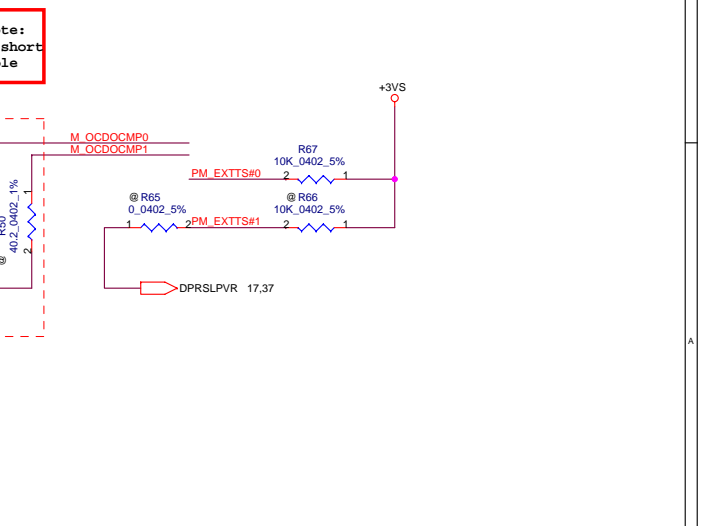 te:
short
le
+3VS
M_OCDOCMP0
M_OCDOCMP1
R67
10K_0402_5%
PM_EXTTS#0
2
1
@ R65
0_0402_5%
@ R66
10K_0402_5%
1
2
PM_EXTTS#1
2
1
1
R50
40.2_0402_1%
2
@
DPRSLPVR 17,37
A